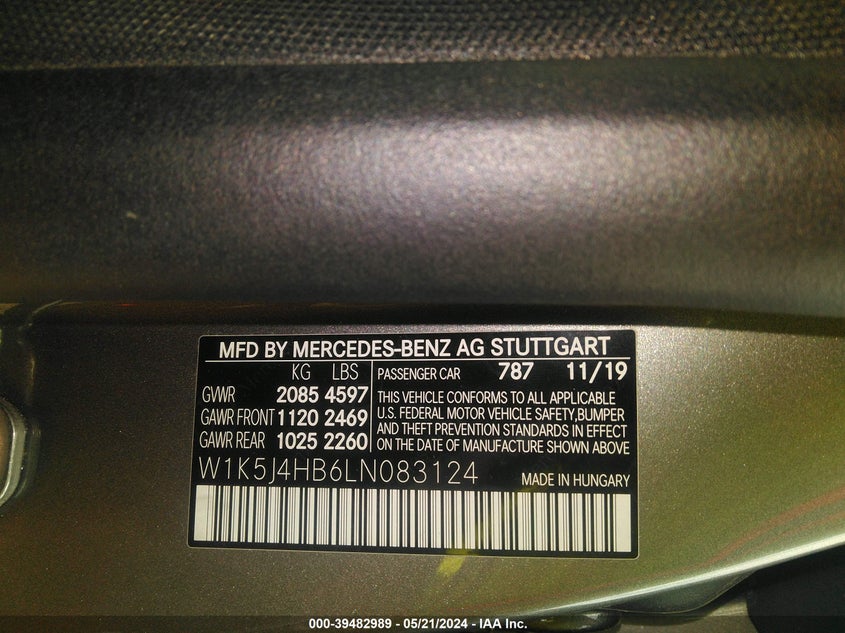 MFD BY MERCEDES-BENZ AG STUTTGART
KG LBS
GVWR 2085 4597
GAWR FRONT 1120 2469
GAWR REAR 1025 2260
PASSENGER CAR 787 11/19
THIS VEHICLE CONFORMS TO ALL APPLICABLE
U.S. FEDERAL MOTOR VEHICLE SAFETY,BUMPER
AND THEFT PREVENTION STANDARDS IN EFFECT
ON THE DATE OF MANUFACTURE SHOWN ABOVE
W1K5J4HB6LN083124
MADE IN HUNGARY
000-39482989 - 05/21/2024 - IAA Inc.